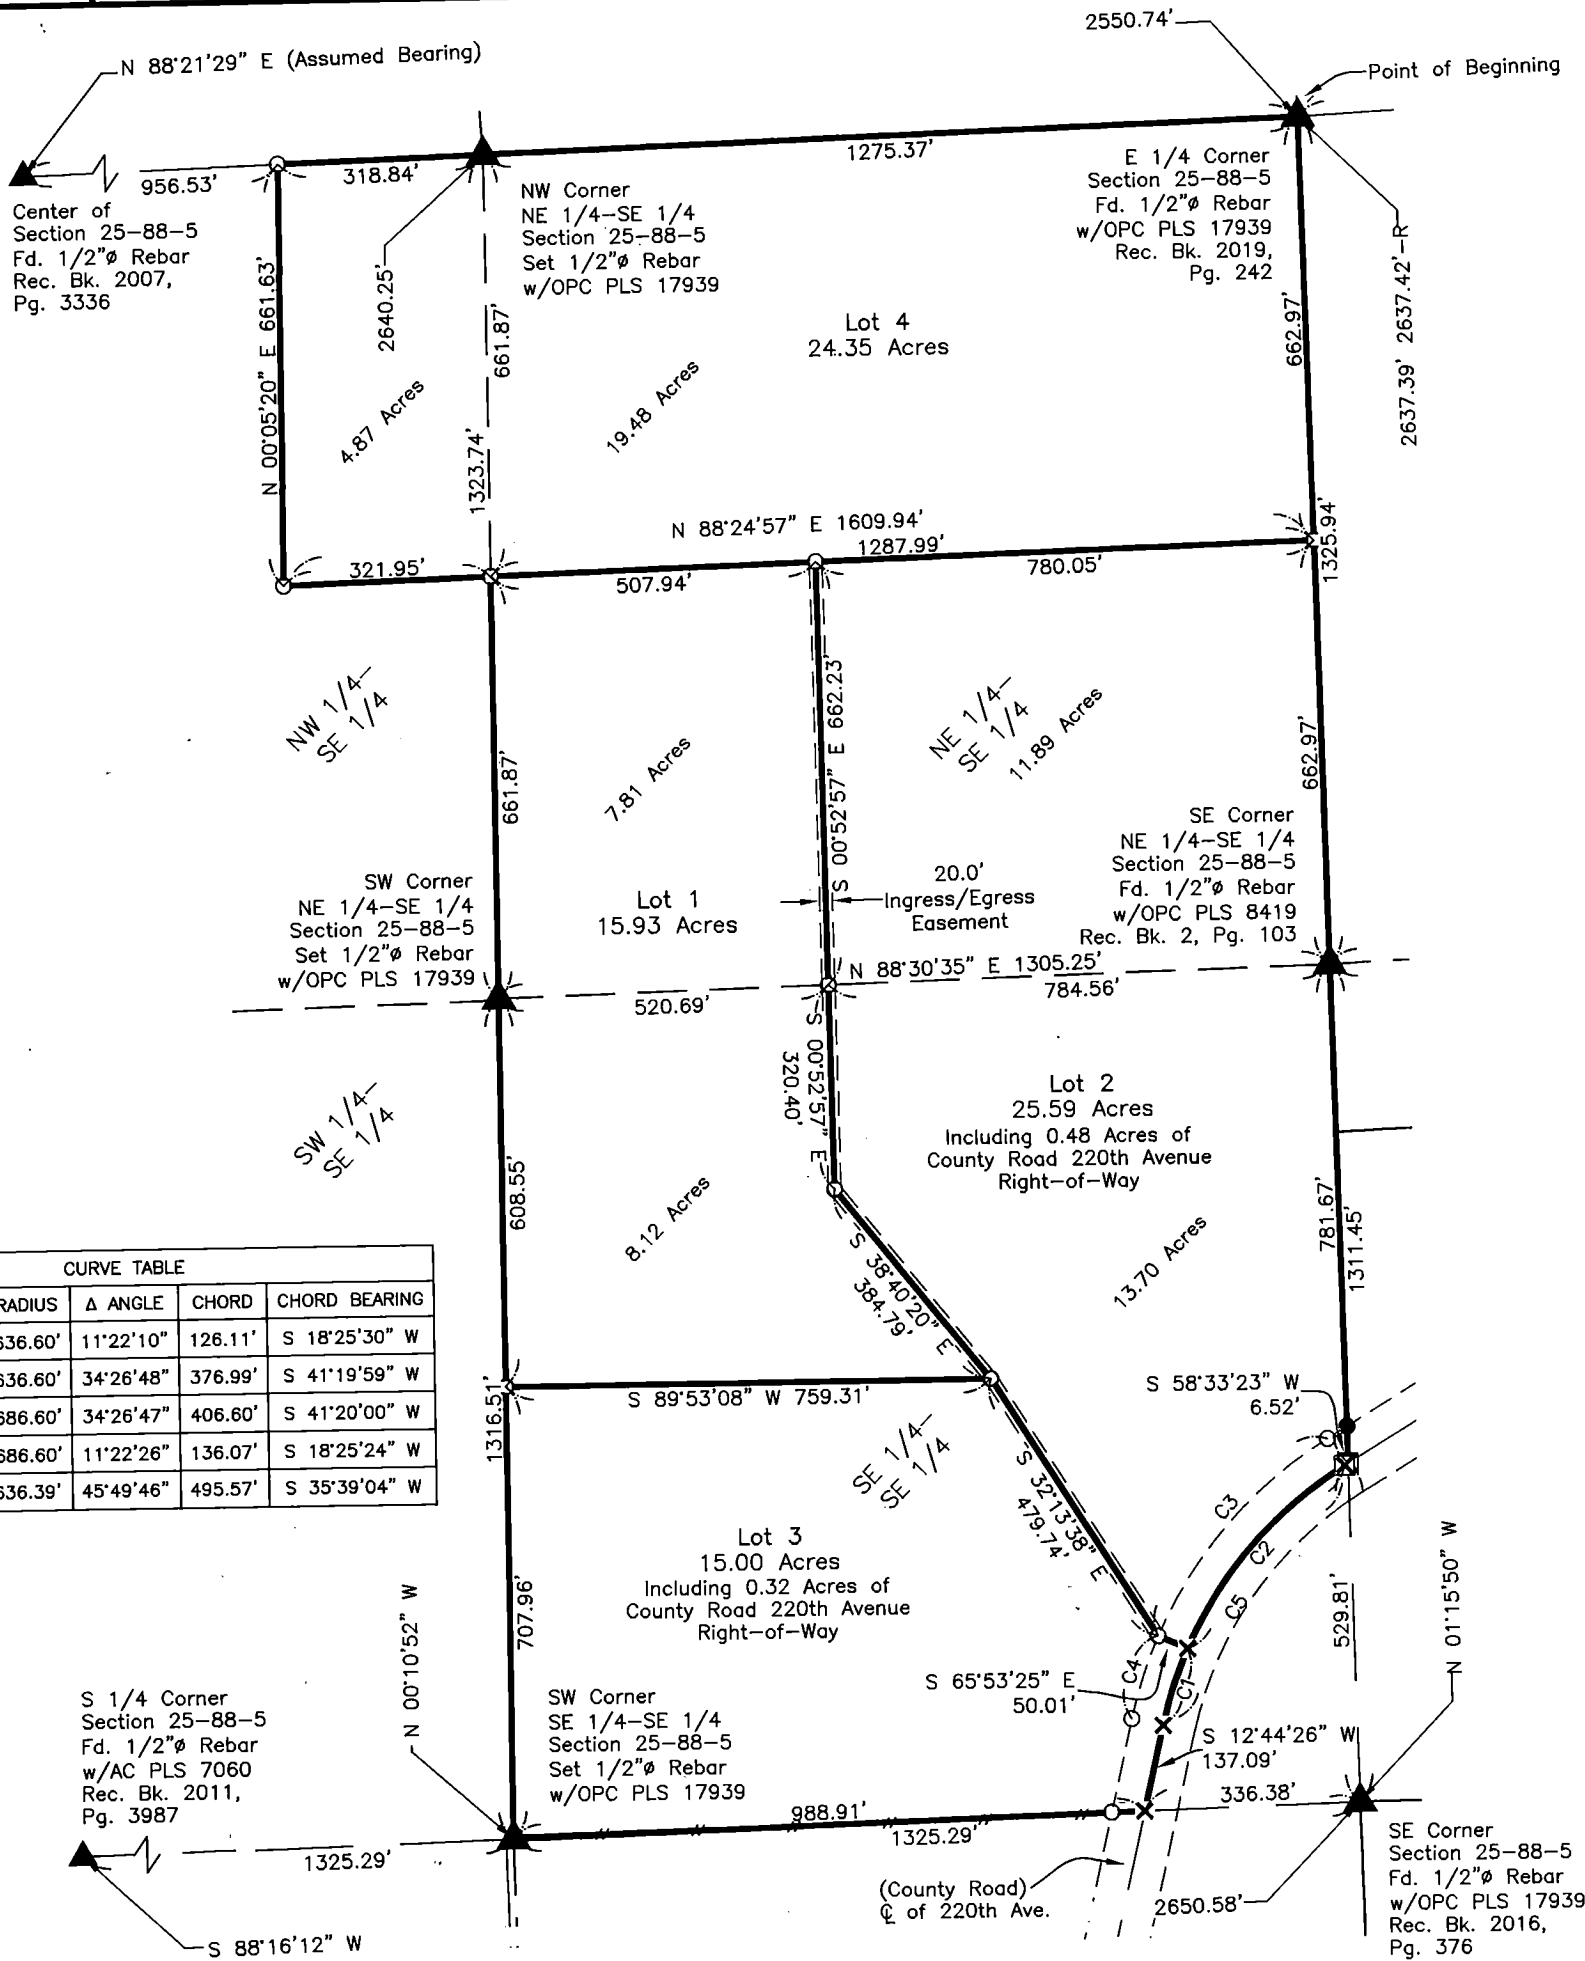 2550.74'
N 88°21'29" E (Assumed Bearing)
Point of Beginning
956.53'
318.84'
1275.37'
Center of
Section 25-88-5
Fd. 1/2"ø Rebar
Rec. Bk. 2007,
Pg. 3336
NW Corner
NE 1/4-SE 1/4
Section 25-88-5
Set 1/2"ø Rebar
w/OPC PLS 17939
E 1/4 Corner
Section 25-88-5
Fd. 1/2"ø Rebar
w/OPC PLS 17939
Rec. Bk. 2019,
Pg. 242
N 00°05'20" E 661.63'
2640.25'
661.87'
1323.74'
662.97'
2637.39' 2637.42'-R
Lot 4
24.35 Acres
4.87 Acres
19.48 Acres
N 88°24'57" E 1609.94'
1287.99'
321.95'
507.94'
780.05'
1325.94'
NW 1/4-
SE 1/4
661.87'
7.81 Acres
S 00°52'57" E 662.23'
NE 1/4-
SE 1/4
11.89 Acres
662.97'
SW Corner
NE 1/4-SE 1/4
Section 25-88-5
Set 1/2"ø Rebar
w/OPC PLS 17939
Lot 1
15.93 Acres
20.0'
Ingress/Egress
Easement
SE Corner
NE 1/4-SE 1/4
Section 25-88-5
Fd. 1/2"ø Rebar
w/OPC PLS 8419
Rec. Bk. 2, Pg. 103
N 88°30'35" E 1305.25'
520.69'
784.56'
S 00°52'57" E
320.40'
SW 1/4-
SE 1/4
608.55'
8.12 Acres
Lot 2
25.59 Acres
Including 0.48 Acres of
County Road 220th Avenue
Right-of-Way
13.70 Acres
781.67'
1311.45'
S 38°40'20" E
384.79'
CURVE TABLE
RADIUS Δ ANGLE CHORD CHORD BEARING
636.60' 11°22'10" 126.11' S 18°25'30" W
636.60' 34°26'48" 376.99' S 41°19'59" W
686.60' 34°26'47" 406.60' S 41°20'00" W
686.60' 11°22'26" 136.07' S 18°25'24" W
636.39' 45°49'46" 495.57' S 35°39'04" W
S 89°53'08" W 759.31'
1316.51'
S 58°33'23" W
6.52'
SE 1/4-
SE 1/4
S 32°13'38" E
479.74'
C3
C2
C5
C4
C1
Lot 3
15.00 Acres
Including 0.32 Acres of
County Road 220th Avenue
Right-of-Way
707.96'
N 00°10'52" W
529.81'
N 01°15'50" W
S 65°53'25" E
50.01'
S 12°44'26" W
137.09'
S 1/4 Corner
Section 25-88-5
Fd. 1/2"ø Rebar
w/AC PLS 7060
Rec. Bk. 2011,
Pg. 3987
SW Corner
SE 1/4-SE 1/4
Section 25-88-5
Set 1/2"ø Rebar
w/OPC PLS 17939
336.38'
988.91'
1325.29'
1325.29'
SE Corner
Section 25-88-5
Fd. 1/2"ø Rebar
w/OPC PLS 17939
Rec. Bk. 2016,
Pg. 376
(County Road)
℄ of 220th Ave.
2650.58'
S 88°16'12" W